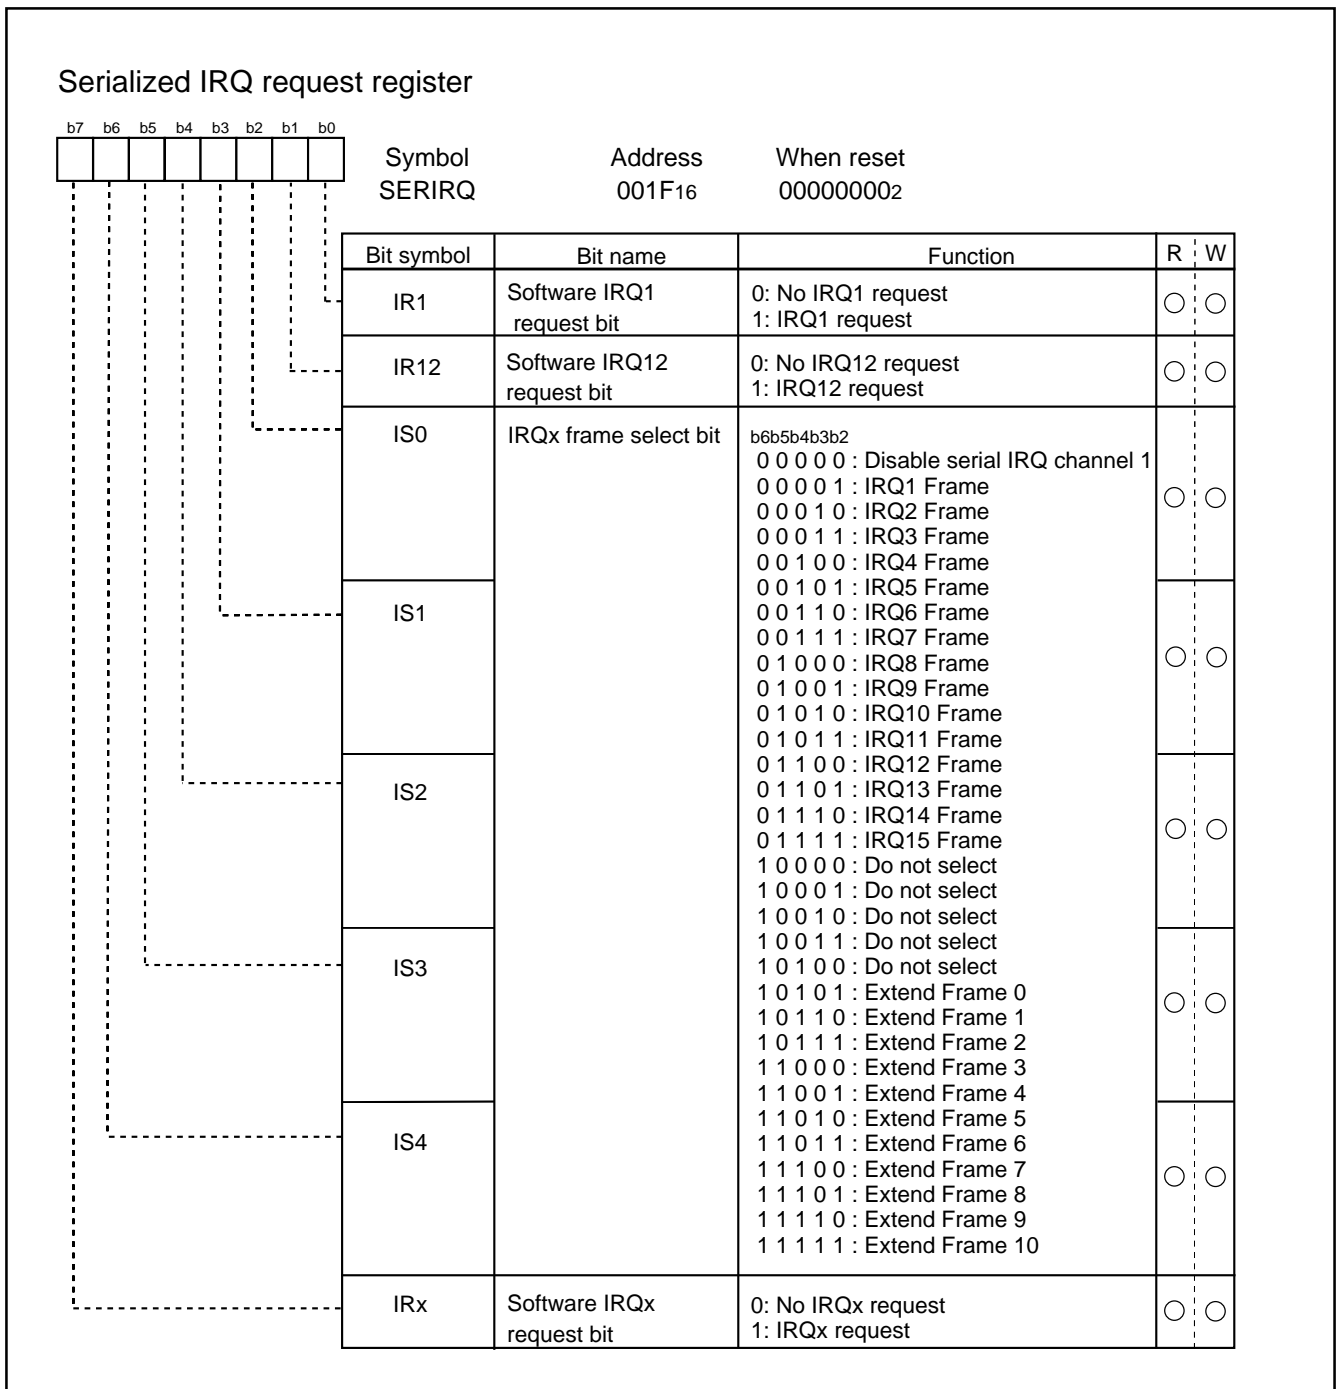 Serialized IRQ request register
b7 b6 b5 b4 b3 b2 b1 b0
Symbol Address When reset
SERIRQ 001F16 000000002
Bit symbol Bit name Function R W
IR1 Software IRQ1 request bit 0: No IRQ1 request
1: IRQ1 request
IR12 Software IRQ12 request bit 0: No IRQ12 request
1: IRQ12 request
IS0 IRQx frame select bit b6b5b4b3b2
0 0 0 0 0 : Disable serial IRQ channel 1
0 0 0 0 1 : IRQ1 Frame
0 0 0 1 0 : IRQ2 Frame
0 0 0 1 1 : IRQ3 Frame
0 0 1 0 0 : IRQ4 Frame
0 0 1 0 1 : IRQ5 Frame
IS1 0 0 1 1 0 : IRQ6 Frame
0 0 1 1 1 : IRQ7 Frame
0 1 0 0 0 : IRQ8 Frame
0 1 0 0 1 : IRQ9 Frame
0 1 0 1 0 : IRQ10 Frame
0 1 0 1 1 : IRQ11 Frame
0 1 1 0 0 : IRQ12 Frame
IS2 0 1 1 0 1 : IRQ13 Frame
0 1 1 1 0 : IRQ14 Frame
0 1 1 1 1 : IRQ15 Frame
1 0 0 0 0 : Do not select
1 0 0 0 1 : Do not select
1 0 0 1 0 : Do not select
1 0 0 1 1 : Do not select
IS3 1 0 1 0 0 : Do not select
1 0 1 0 1 : Extend Frame 0
1 0 1 1 0 : Extend Frame 1
1 0 1 1 1 : Extend Frame 2
1 1 0 0 0 : Extend Frame 3
1 1 0 0 1 : Extend Frame 4
1 1 0 1 0 : Extend Frame 5
IS4 1 1 0 1 1 : Extend Frame 6
1 1 1 0 0 : Extend Frame 7
1 1 1 0 1 : Extend Frame 8
1 1 1 1 0 : Extend Frame 9
1 1 1 1 1 : Extend Frame 10
IRx Software IRQx request bit 0: No IRQx request
1: IRQx request